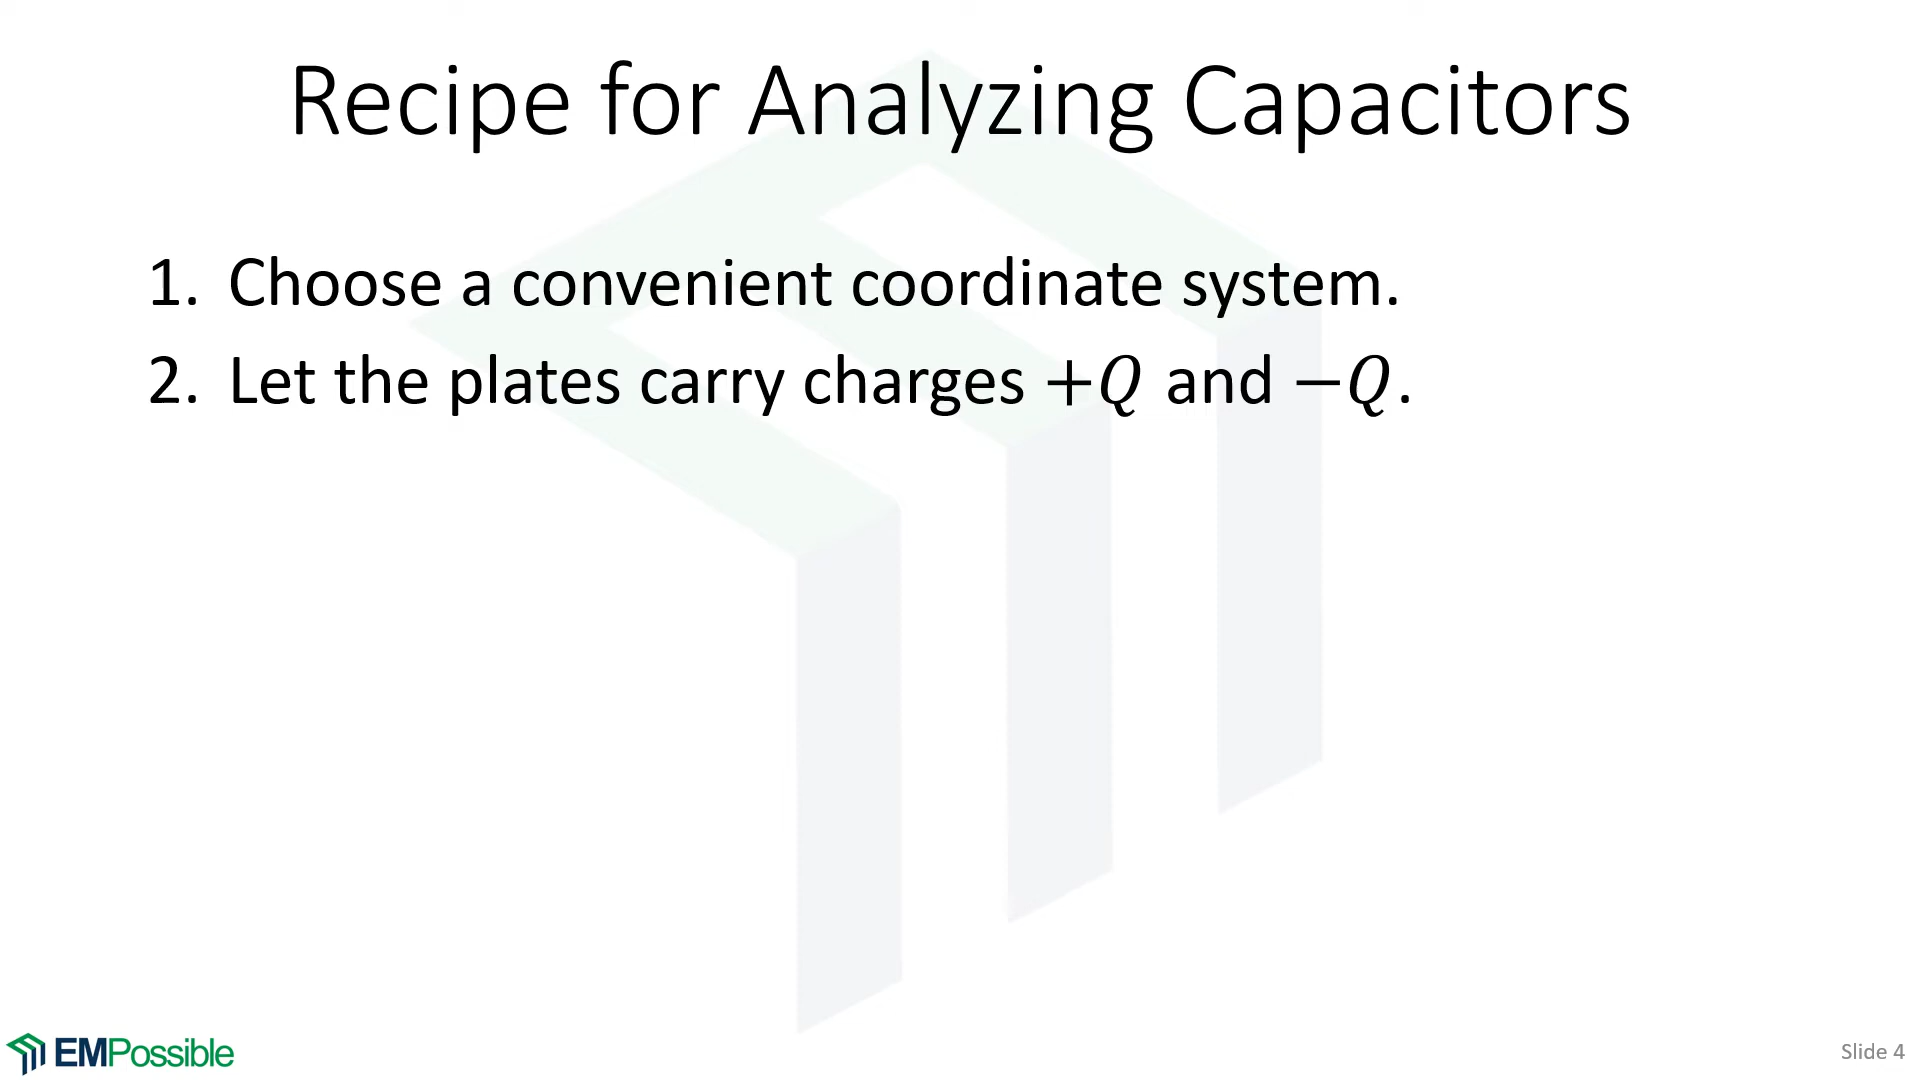 Recipe for Analyzing Capacitors
1. Choose a convenient coordinate system.
2. Let the plates carry charges +Q and −Q.
EMPossible
Slide 4